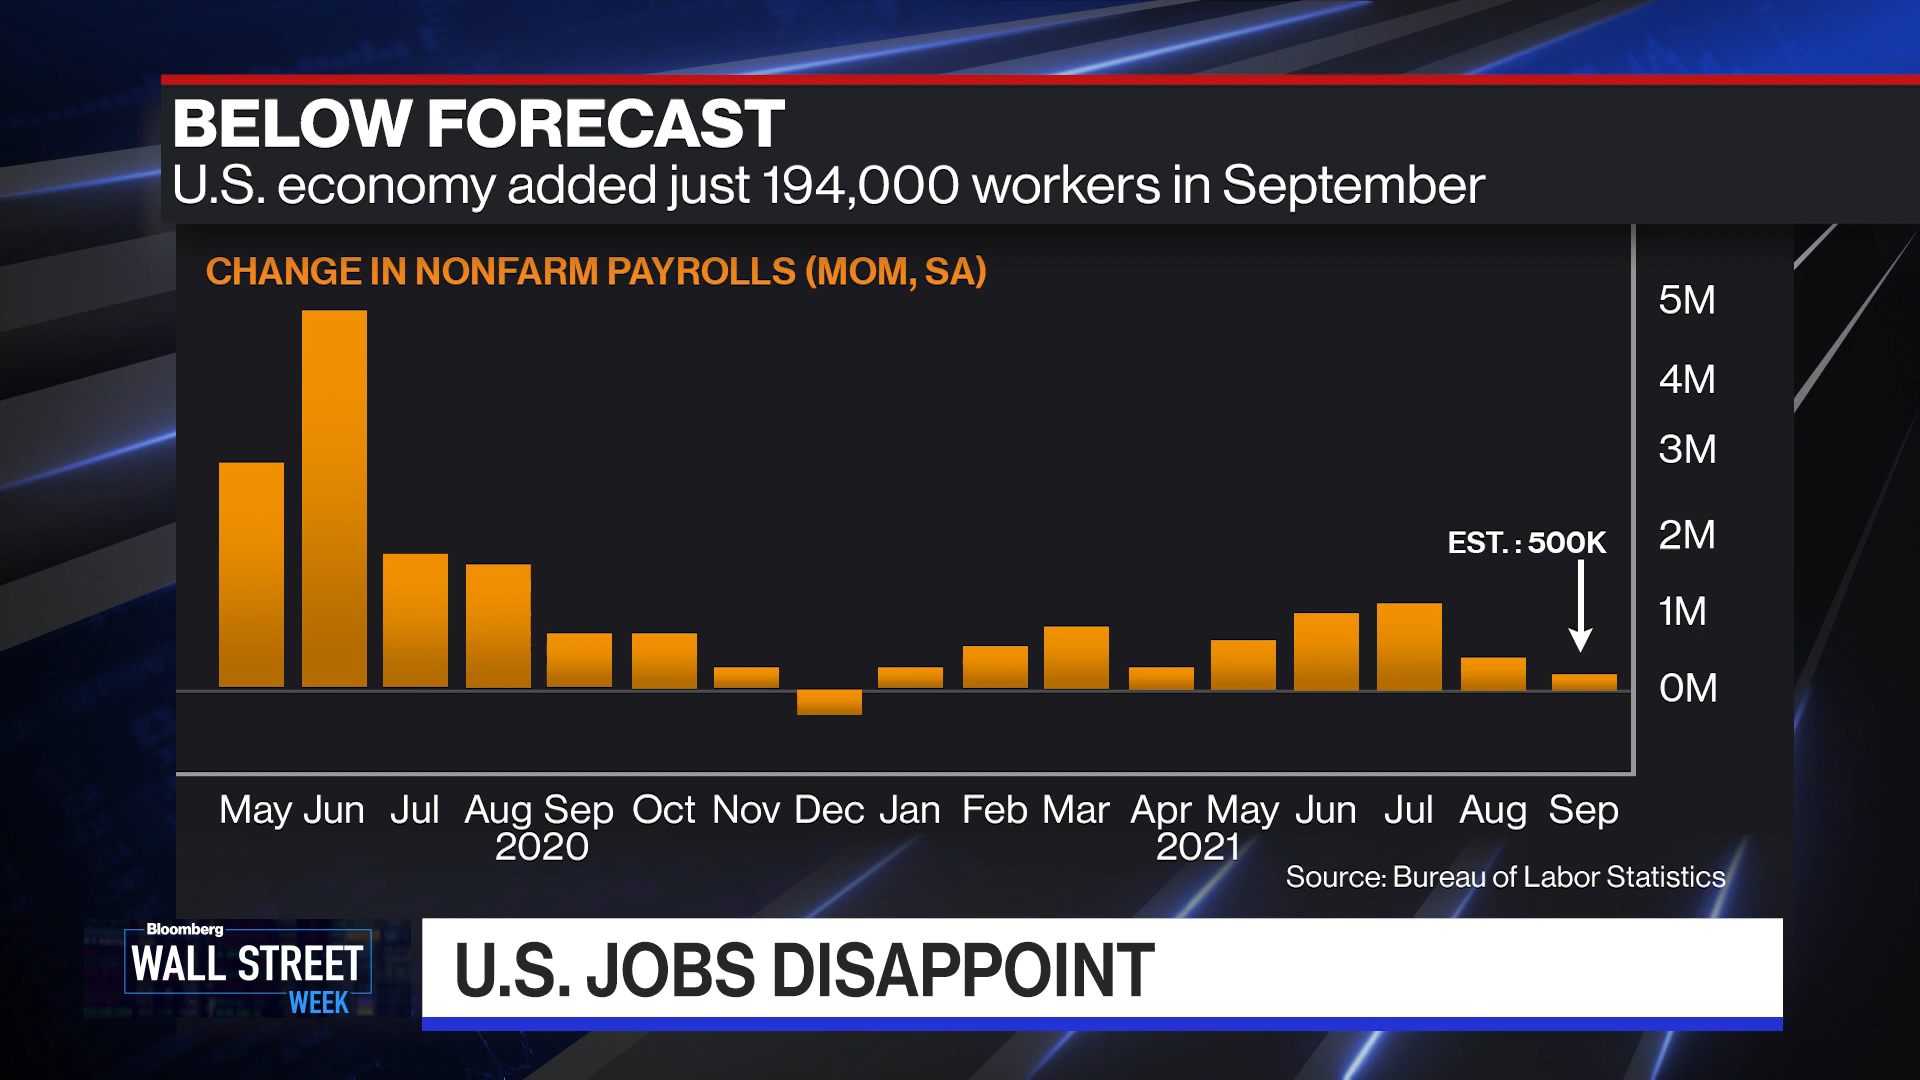 BELOW FORECAST
U.S. economy added just 194,000 workers in September
CHANGE IN NONFARM PAYROLLS (MOM, SA)
5M
4M
3M
2M
1M
0M
EST. : 500K
May Jun Jul Aug Sep Oct Nov Dec Jan Feb Mar Apr May Jun Jul Aug Sep
2020 2021
Source: Bureau of Labor Statistics
Bloomberg
WALL STREET
WEEK
U.S. JOBS DISAPPOINT